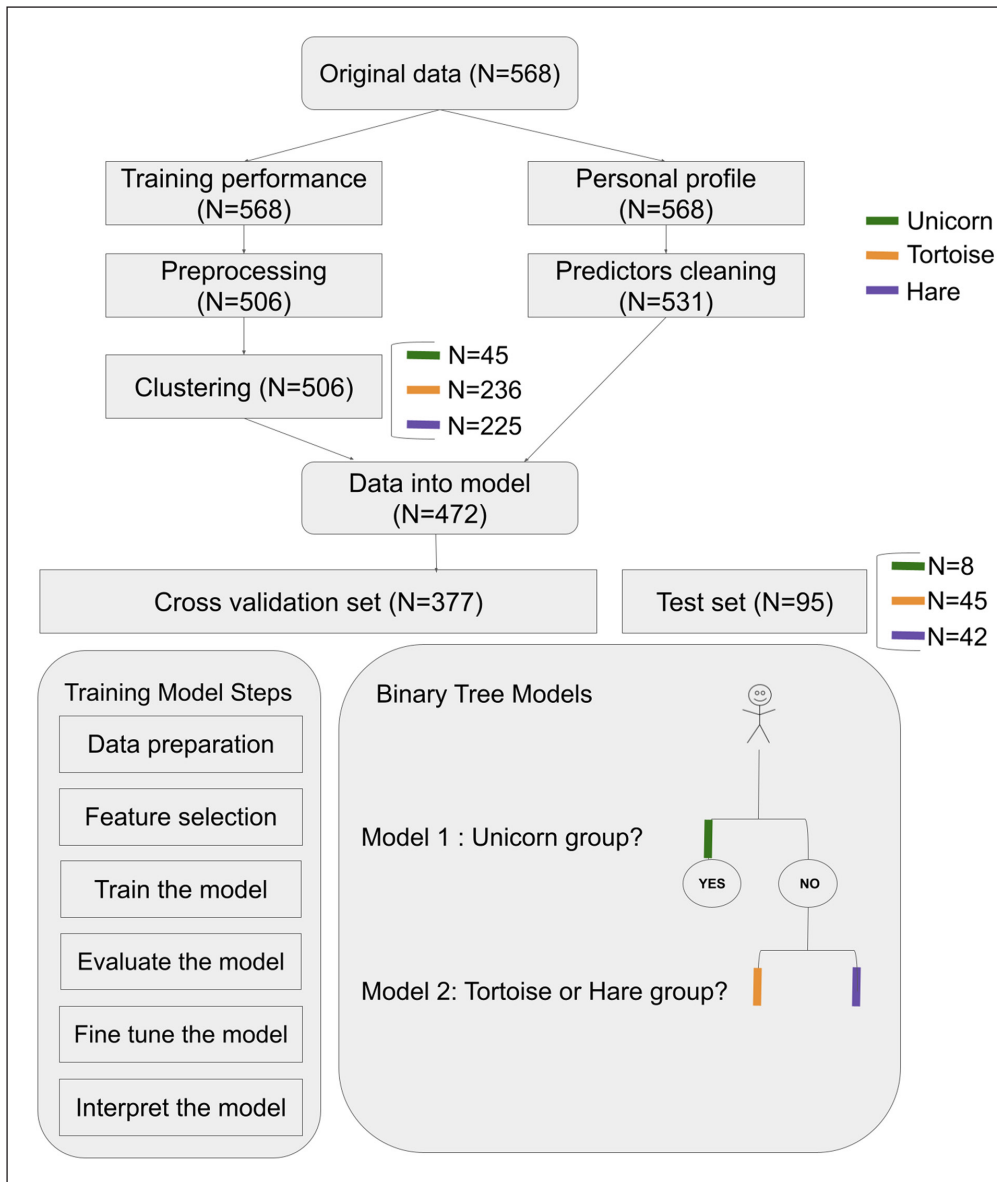 Original data (N=568)
Training performance
(N=568)
Personal profile
(N=568)
Unicorn
Tortoise
Hare
Preprocessing
(N=506)
Predictors cleaning
(N=531)
Clustering (N=506)
N=45
N=236
N=225
Data into model
(N=472)
Cross validation set (N=377)
Test set (N=95)
N=8
N=45
N=42
Training Model Steps
Data preparation
Feature selection
Train the model
Evaluate the model
Fine tune the model
Interpret the model
Binary Tree Models
Model 1 : Unicorn group?
YES
NO
Model 2: Tortoise or Hare group?